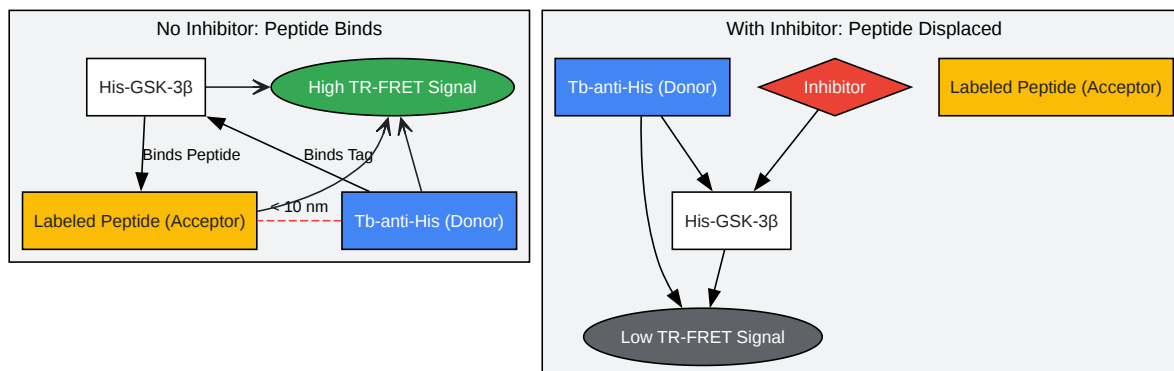 No Inhibitor: Peptide Binds
His-GSK-3β
High TR-FRET Signal
Binds Peptide
Binds Tag
Labeled Peptide (Acceptor)
< 10 nm
Tb-anti-His (Donor)
With Inhibitor: Peptide Displaced
Tb-anti-His (Donor)
Inhibitor
Labeled Peptide (Acceptor)
His-GSK-3β
Low TR-FRET Signal